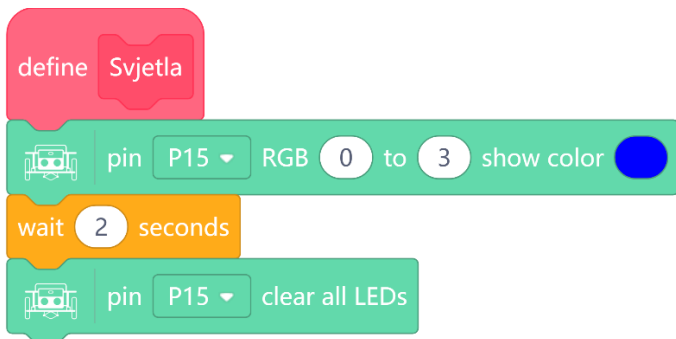 define Svjetla
pin P15 RGB 0 to 3 show color
wait 2 seconds
pin P15 clear all LEDs